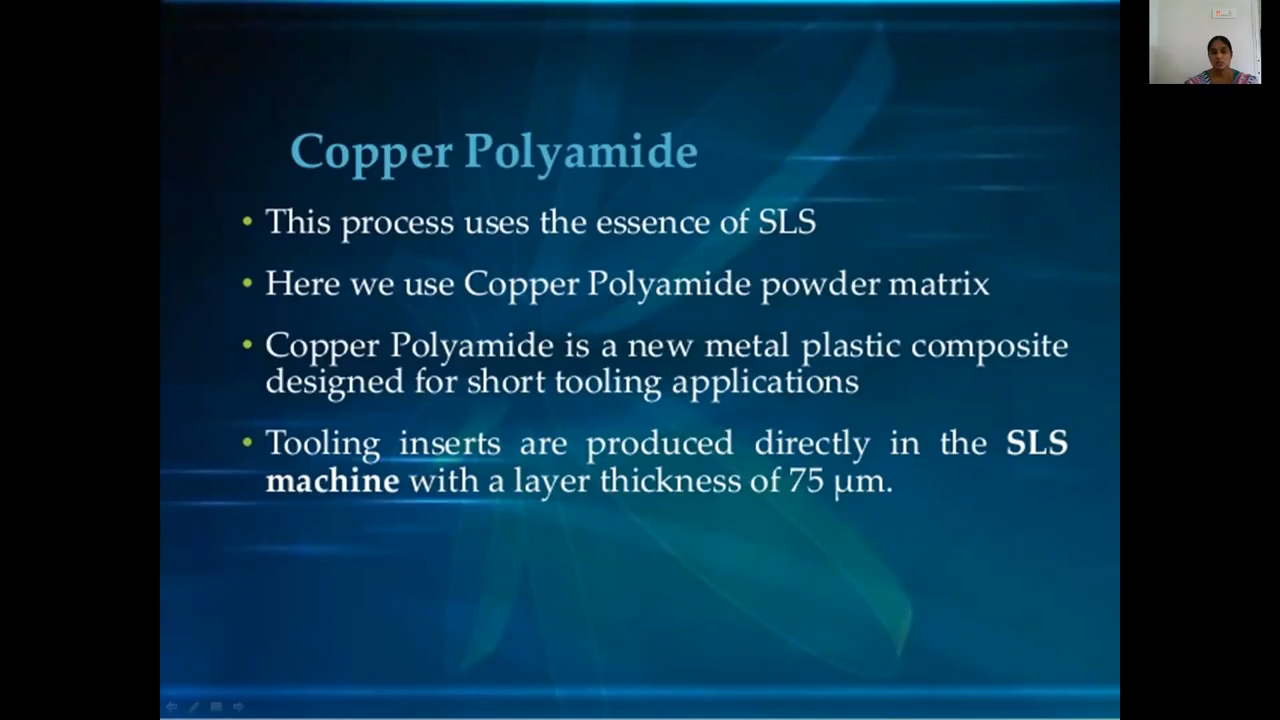 Copper Polyamide
• This process uses the essence of SLS
• Here we use Copper Polyamide powder matrix
• Copper Polyamide is a new metal plastic composite
designed for short tooling applications
• Tooling inserts are produced directly in the SLS
machine with a layer thickness of 75 µm.